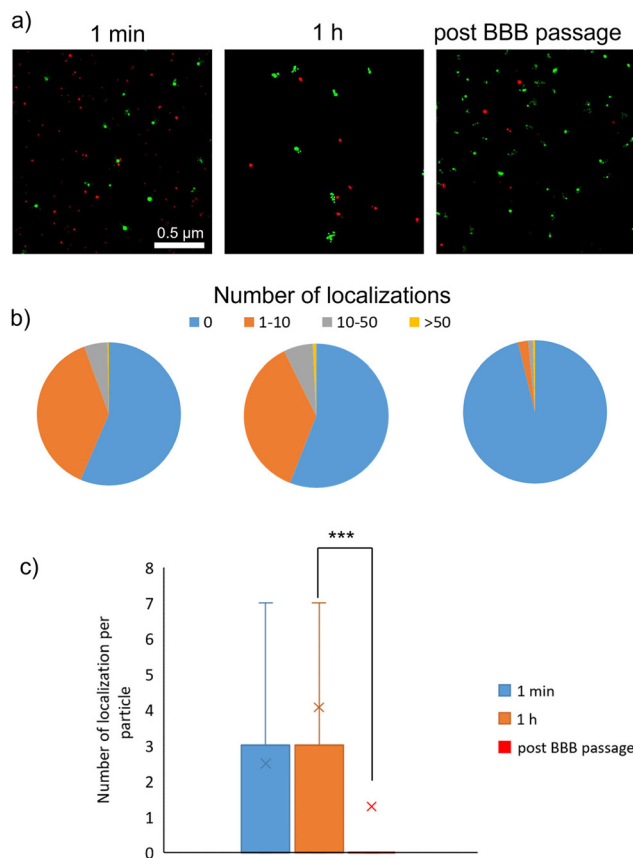 a)
1 min
1 h
post BBB passage
0.5 µm
Number of localizations
b)
0
1-10
10-50
>50
c)
***
Number of localization per
particle
8
7
6
5
4
3
2
1
0
1 min
1 h
post BBB passage